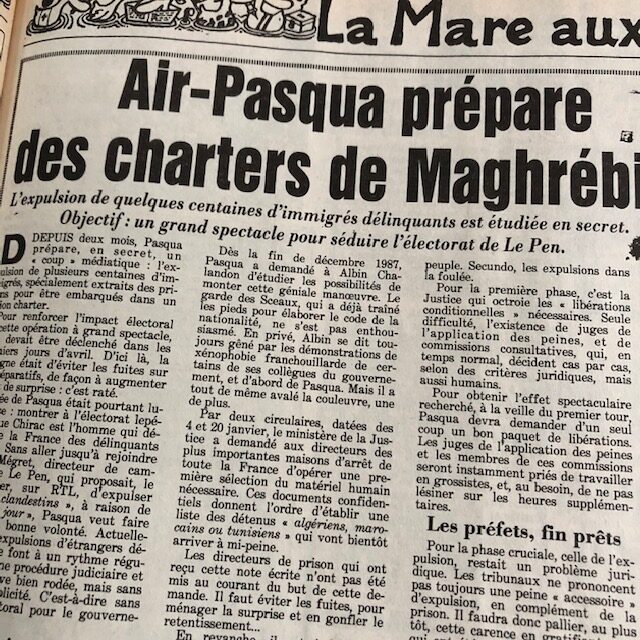 La Mare aux
Air-Pasqua prépare
des charters de Maghrébi
L'expulsion de quelques centaines d'immigrés délinquants est étudiée en secret.
Objectif : un grand spectacle pour séduire l'électorat de Le Pen.
DEPUIS deux mois, Pasqua
prépare, en secret, un
« coup » médiatique : l'ex-
ulsion de plusieurs centaines d'im-
igrés, spécialement extraits des pri-
ns pour être embarqués dans un
ion charter.
Pour renforcer l'impact électoral
cette opération à grand spectacle,
devait être déclenché dans les
iers jours d'avril. D'ici là, la
gne était d'éviter les fuites sur
éparatifs, de façon à augmenter
de surprise : c'est raté.
ée de Pasqua était pourtant lu-
se : montrer à l'électorat lepé-
ue Chirac est l'homme qui dé-
e la France des délinquants
Sans aller jusqu'à rejoindre
Mégret, directeur de cam-
e Le Pen, qui proposait, le
er, sur RTL, d'expulser
clandestins », à raison de
jour », Pasqua veut faire
bonne volonté. Actuelle-
xpulsions d'étrangers dé-
e font à un rythme régu-
ne procédure judiciaire et
ve bien rodée, mais sans
blicité. C'est-à-dire sans
toral pour le gouverne-
Dès la fin de décembre 1987,
Pasqua a demandé à Albin Cha-
landon d'étudier les possibilités de
monter cette géniale manœuvre. Le
garde des Sceaux, qui a déjà traîné
les pieds pour élaborer le code de la
nationalité, ne s'est pas enthou-
siasmé. En privé, Albin se dit tou-
jours gêné par les démonstrations de
xénophobie franchouillarde de cer-
tains de ses collègues du gouverne-
ment, et d'abord de Pasqua. Mais il a
tout de même avalé la couleuvre, une
de plus.
Par deux circulaires, datées des
4 et 20 janvier, le ministère de la Jus-
tice a demandé aux directeurs des
plus importantes maisons d'arrêt de
toute la France d'opérer une pre-
mière sélection du matériel humain
nécessaire. Ces documents confiden-
tiels donnent l'ordre d'établir une
liste des détenus « algériens, maro-
cains ou tunisiens » qui vont bientôt
arriver à mi-peine.
Les directeurs de prison qui ont
reçu cette note écrite n'ont pas été
mis au courant du but de cette de-
mande. Il faut éviter les fuites, pour
ménager la surprise et en gonfler le
retentissement...
En revanche, il
peuple. Secundo, les expulsions dans
la foulée.
Pour la première phase, c'est la
Justice qui octroie les « libérations
conditionnelles » nécessaires. Seule
difficulté, l'existence de juges de
l'application des peines, et de
commissions consultatives, qui, en
temps normal, décident cas par cas,
selon des critères juridiques, mais
aussi humains.
Pour obtenir l'effet spectaculaire
recherché, à la veille du premier tour,
Pasqua devra demander d'un seul
coup un bon paquet de libérations.
Les juges de l'application des peines
et les membres de ces commissions
seront instamment priés de travailler
en grossistes, et, au besoin, de ne pas
lésiner sur les heures supplémen-
taires.
Les préfets, fin prêts
Pour la phase cruciale, celle de l'ex-
pulsion, restait un problème juri-
dique. Les tribunaux ne prononcent
pas toujours une peine « accessoire »
d'expulsion, en complément de la
prison. Il faudra donc pallier, au plus
tôt, cette carence en gratifiant